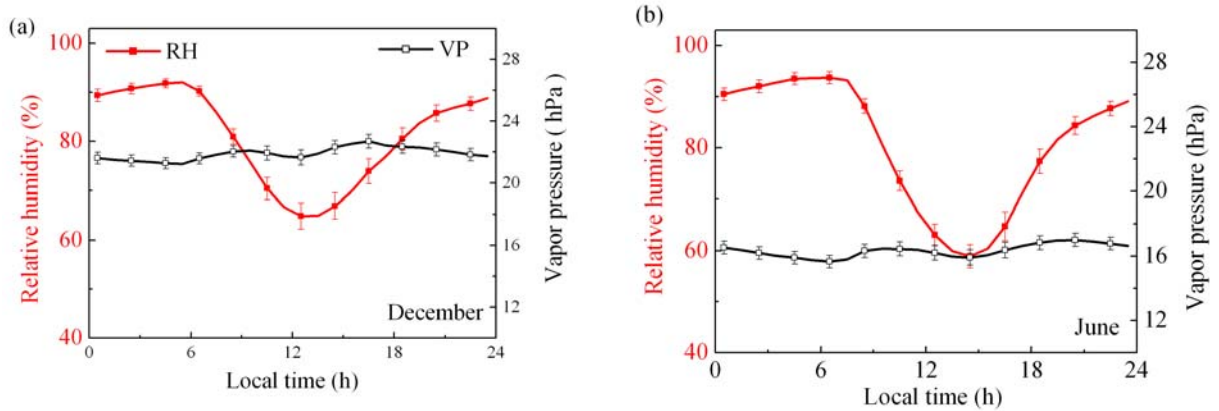 (a)
RH
VP
100
80
60
40
Relative humidity (%)
28
24
20
16
12
Vapor pressure ( hPa)
December
0 6 12 18 24
Local time (h)
(b)
100
80
60
40
Relative humidity (%)
28
24
20
16
12
Vapor pressure (hPa)
June
0 6 12 18 24
Local time (h)